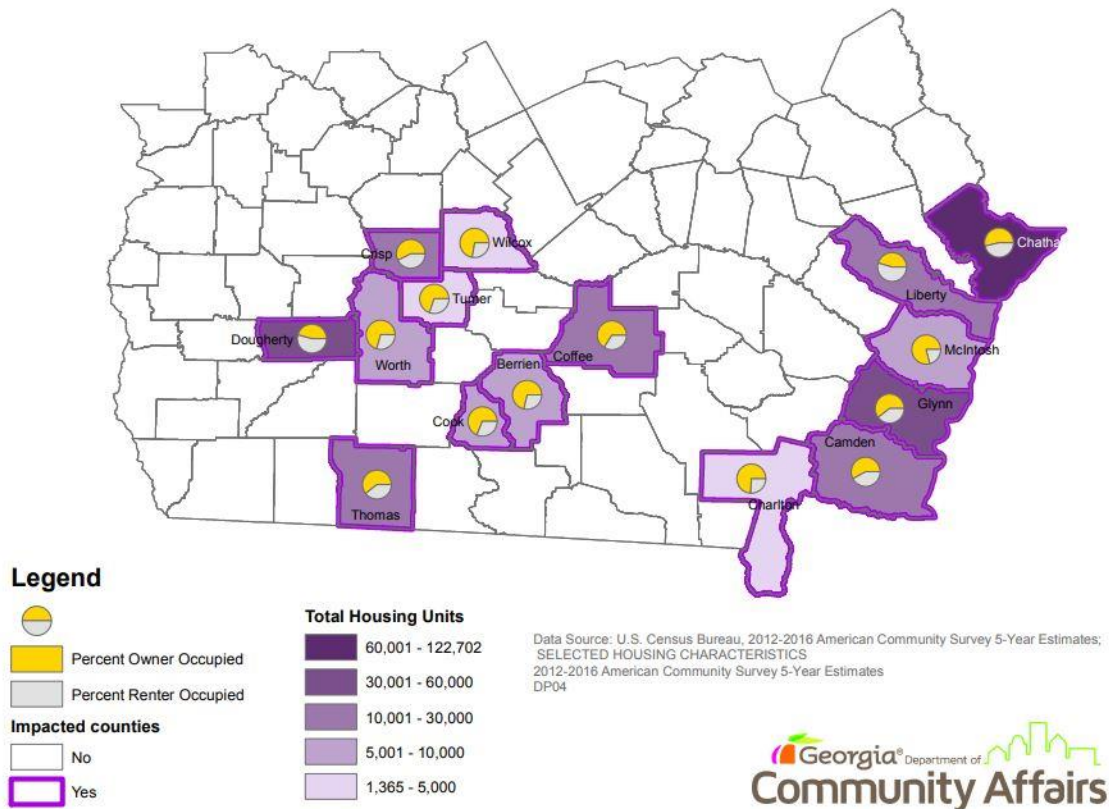 Wilcox
Crisp
Chatha
Liberty
Turner
Dougherty
Worth
Coffee
McIntosh
Berrien
Glynn
Cook
Camden
Charlton
Thomas
Legend
Percent Owner Occupied
Percent Renter Occupied
Impacted counties
No
Yes
Total Housing Units
60,001 - 122,702
30,001 - 60,000
10,001 - 30,000
5,001 - 10,000
1,365 - 5,000
Data Source: U.S. Census Bureau, 2012-2016 American Community Survey 5-Year Estimates;
SELECTED HOUSING CHARACTERISTICS
2012-2016 American Community Survey 5-Year Estimates
DP04
Georgia® Department of
Community Affairs